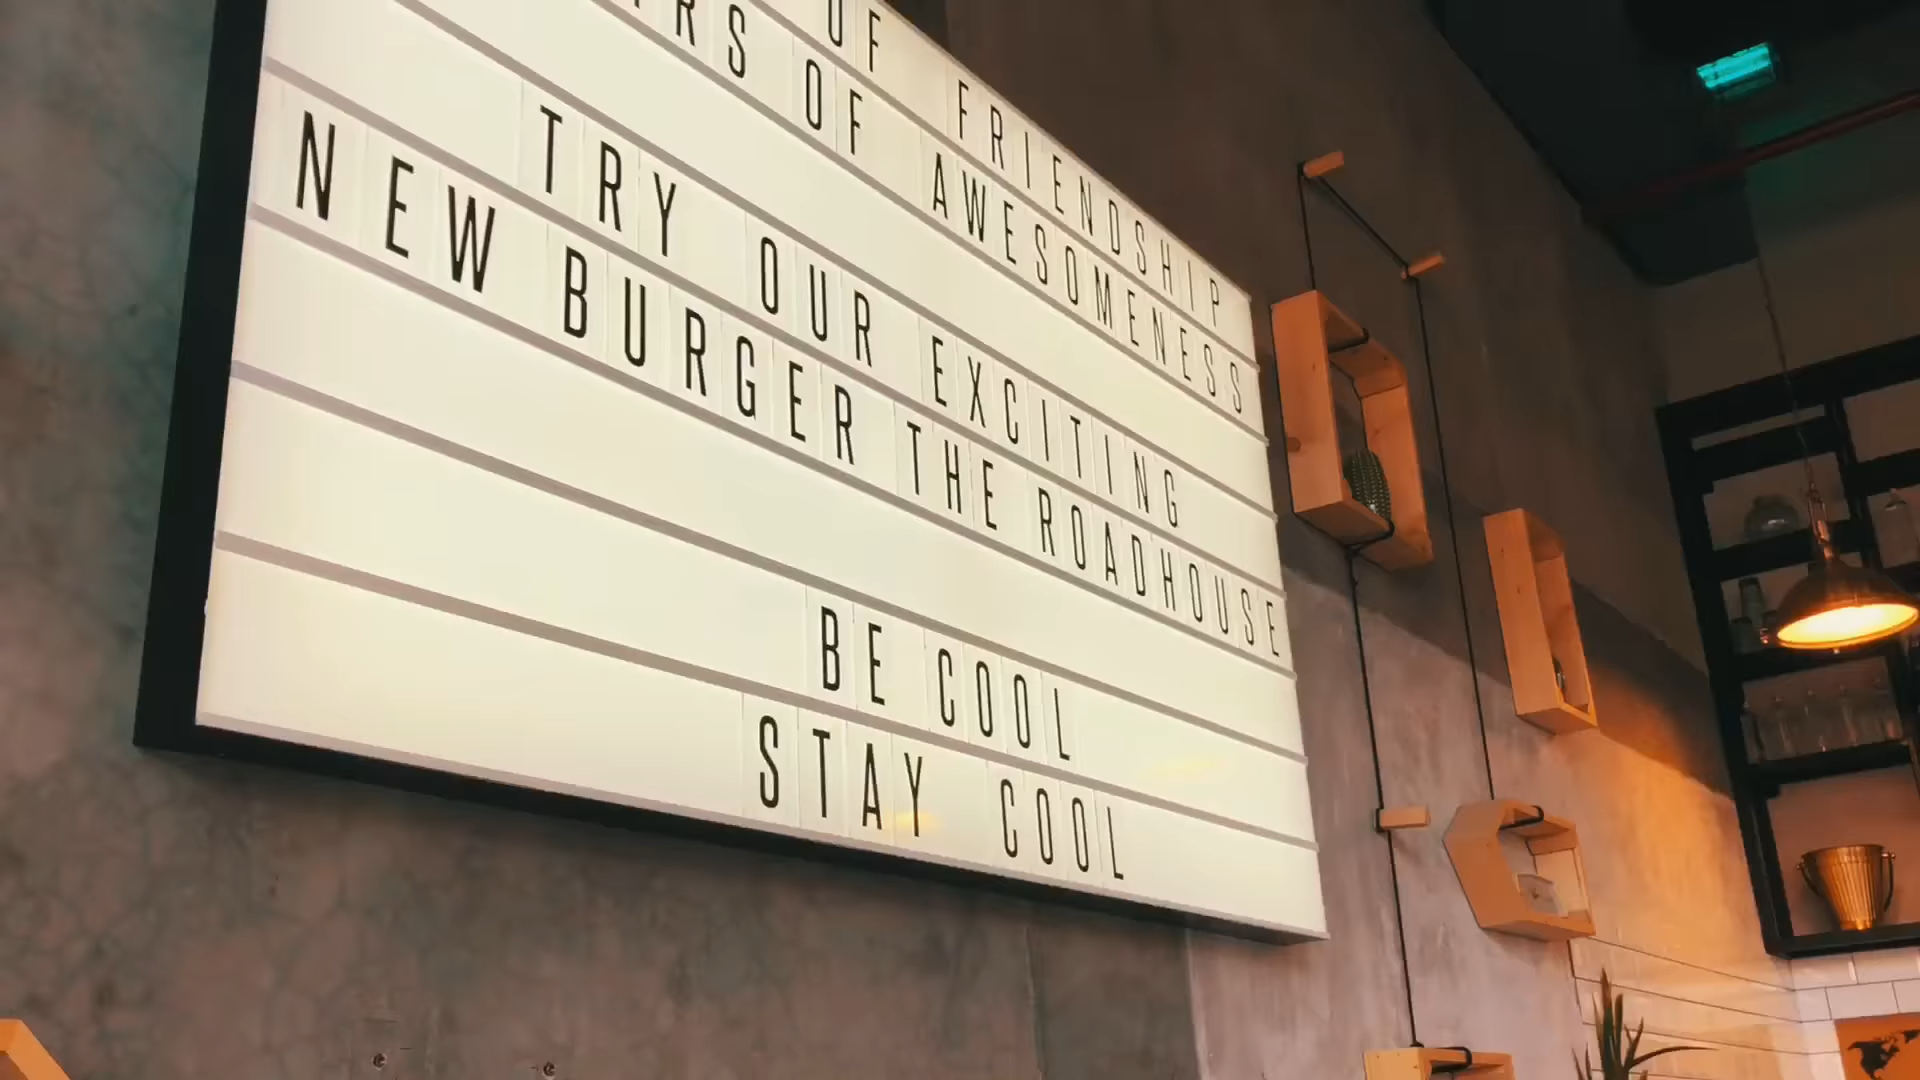 OF FRIENDSHIP
OF AWESOMENESS
TRY OUR EXCITING
NEW BURGER THE ROADHOUSE
BE COOL
STAY COOL